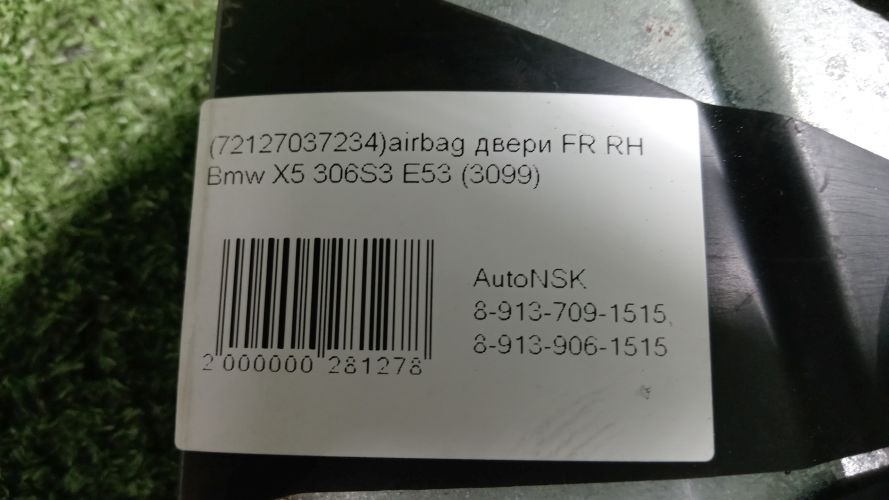 (72127037234)airbag двери FR RH
Bmw X5 306S3 E53 (3099)
AutoNSK
8-913-709-1515,
8-913-906-1515
2 000000 281278